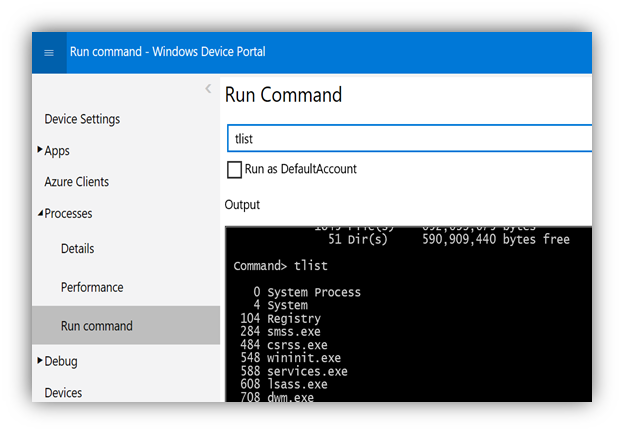 Run command - Windows Device Portal
Device Settings
Apps
Azure Clients
Processes
Details
Performance
Run command
Debug
Devices
Run Command
tlist
Run as DefaultAccount
Output
51 Dir(s) 590,909,440 bytes free
Command> tlist
0 System Process
4 System
104 Registry
284 smss.exe
484 csrss.exe
548 wininit.exe
588 services.exe
608 lsass.exe
708 dwm.exe